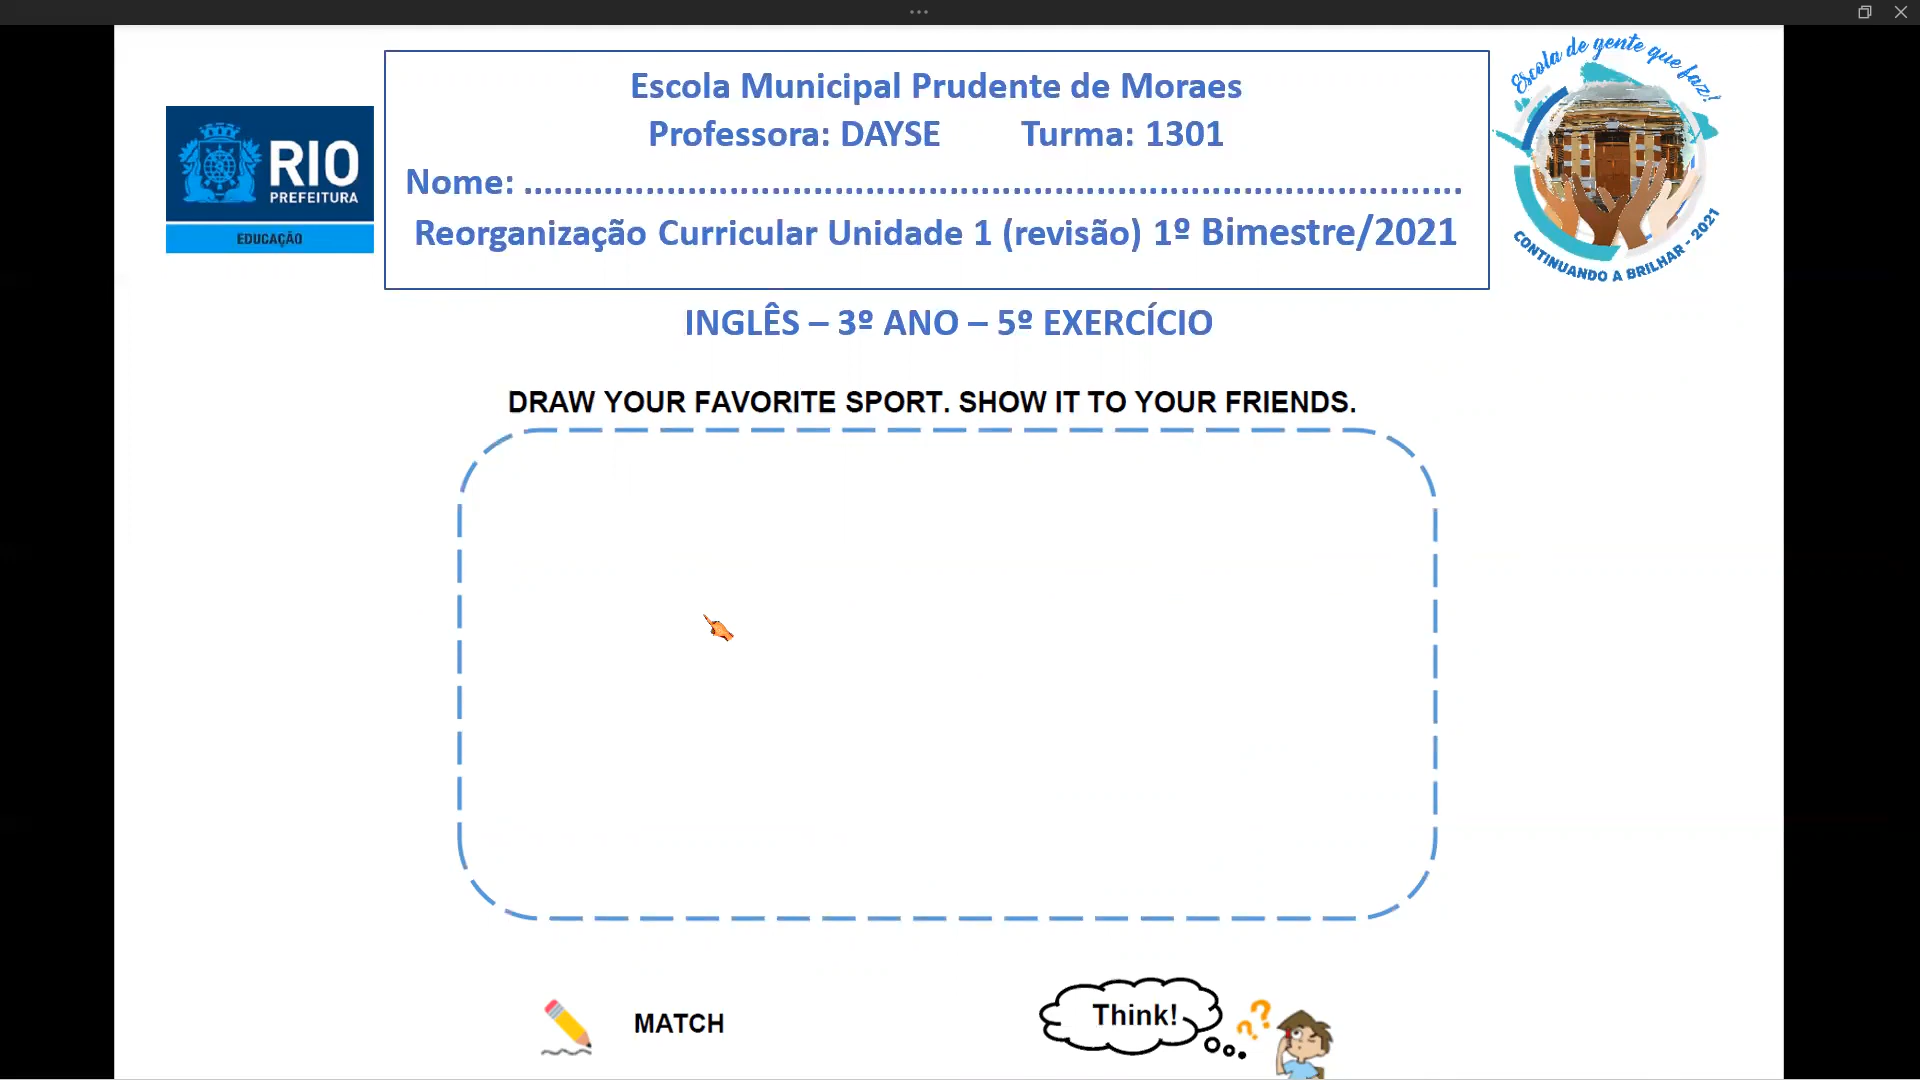 Escola Municipal Prudente de Moraes
Professora: DAYSE Turma: 1301
Nome: ...........................................................................................
Reorganização Curricular Unidade 1 (revisão) 1º Bimestre/2021
RIO
PREFEITURA
EDUCAÇÃO
Escola de gente que faz!
CONTINUANDO A BRILHAR - 2021
INGLÊS – 3º ANO – 5º EXERCÍCIO
DRAW YOUR FAVORITE SPORT. SHOW IT TO YOUR FRIENDS.
MATCH
Think!
??